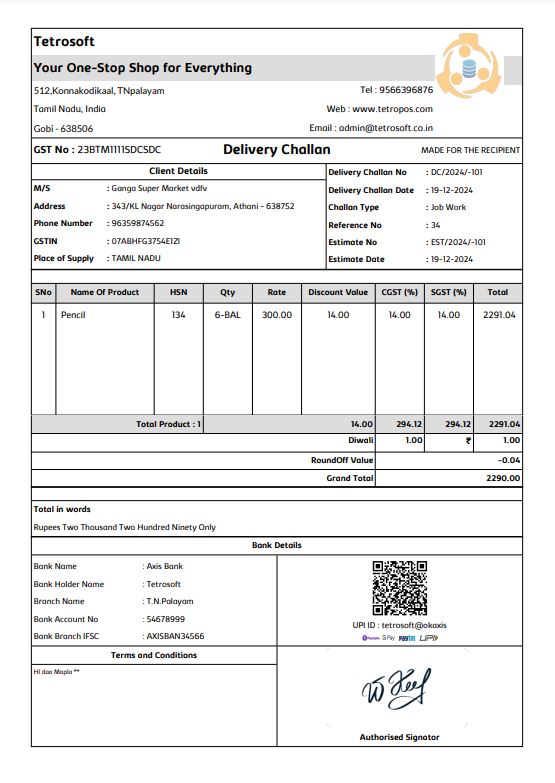 Tetrosoft
Your One-Stop Shop for Everything
512,Konnakodikaal, TNpalayam
Tel : 9566396876
Tamil Nadu, India
Web : www.tetropos.com
Gobi - 638506
Email : admin@tetrosoft.co.in
GST No : 23BTM1111SDCSDC
Delivery Challan
MADE FOR THE RECIPIENT
Client Details
M/S : Ganga Super Market vdfv
Address : 343/KL Nagar Narasingapuram, Athani - 638752
Phone Number : 96359874562
GSTIN : 07ABHFG3754E1ZI
Place of Supply : TAMIL NADU
Delivery Challan No : DC/2024/-101
Delivery Challan Date : 19-12-2024
Challan Type : Job Work
Reference No : 34
Estimate No : EST/2024/-101
Estimate Date : 19-12-2024
SNo Name Of Product HSN Qty Rate Discount Value CGST (%) SGST (%) Total
1 Pencil 134 6-BAL 300.00 14.00 14.00 14.00 2291.04
Total Product : 1 14.00 294.12 294.12 2291.04
Diwali 1.00 ₹ 1.00
RoundOff Value -0.04
Grand Total 2290.00
Total in words
Rupees Two Thousand Two Hundred Ninety Only
Bank Details
Bank Name : Axis Bank
Bank Holder Name : Tetrosoft
Branch Name : T.N.Palayam
Bank Account No : 54678999
Bank Branch IFSC : AXISBAN34566
UPI ID : tetrosoft@okaxis
PhonePe G Pay Paytm UPI
Terms and Conditions
HI daa Mapla **
Authorised Signator